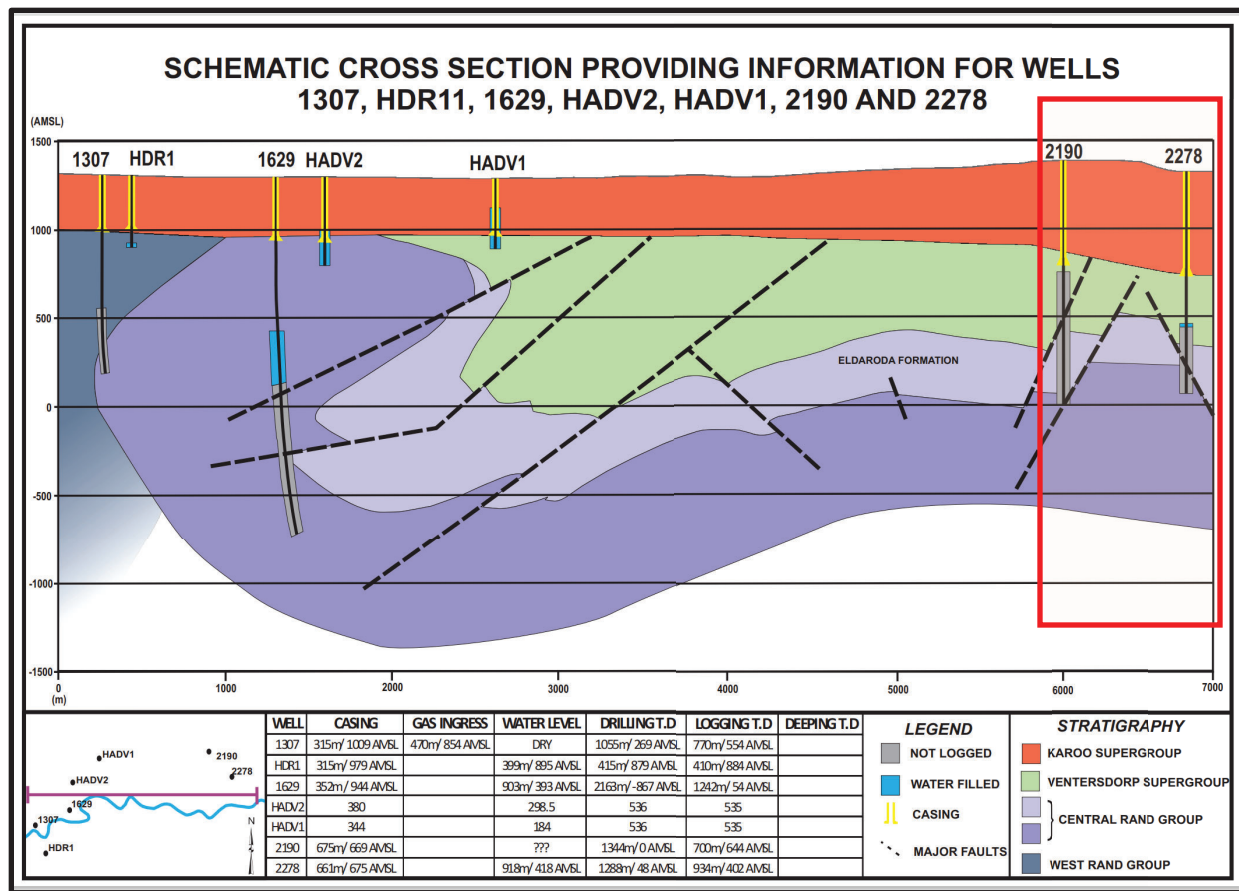 SCHEMATIC CROSS SECTION PROVIDING INFORMATION FOR WELLS
1307, HDR11, 1629, HADV2, HADV1, 2190 AND 2278
(AMSL)
1500
1307 HDR1 1629 HADV2 HADV1 2190 2278
1000
500
ELDARODA FORMATION
0
-500
-1000
-1500
0 1000 2000 3000 4000 5000 6000 7000
(m)
HADV1
2190
2278
HADV2
1629
1307
HDR1
N
WELL CASING GAS INGRESS WATER LEVEL DRILLING T.D LOGGING T.D DEEPING T.D
1307 315m/ 1009 AMSL 470m/ 854 AMSL DRY 1055m/ 269 AMSL 770m/ 554 AMSL
HDR1 315m/ 979 AMSL 399m/ 895 AMSL 415m/ 879 AMSL 410m/ 884 AMSL
1629 352m/ 944 AMSL 903m/ 393 AMSL 2163m/ -867 AMSL 1242m/ 54 AMSL
HADV2 380 298.5 536 535
HADV1 344 184 536 535
2190 675m/ 669 AMSL ??? 1344m/ 0 AMSL 700m/ 644 AMSL
2278 661m/ 675 AMSL 918m/ 418 AMSL 1288m/ 48 AMSL 934m/ 402 AMSL
LEGEND
NOT LOGGED
WATER FILLED
CASING
MAJOR FAULTS
STRATIGRAPHY
KAROO SUPERGROUP
VENTERSDORP SUPERGROUP
CENTRAL RAND GROUP
WEST RAND GROUP